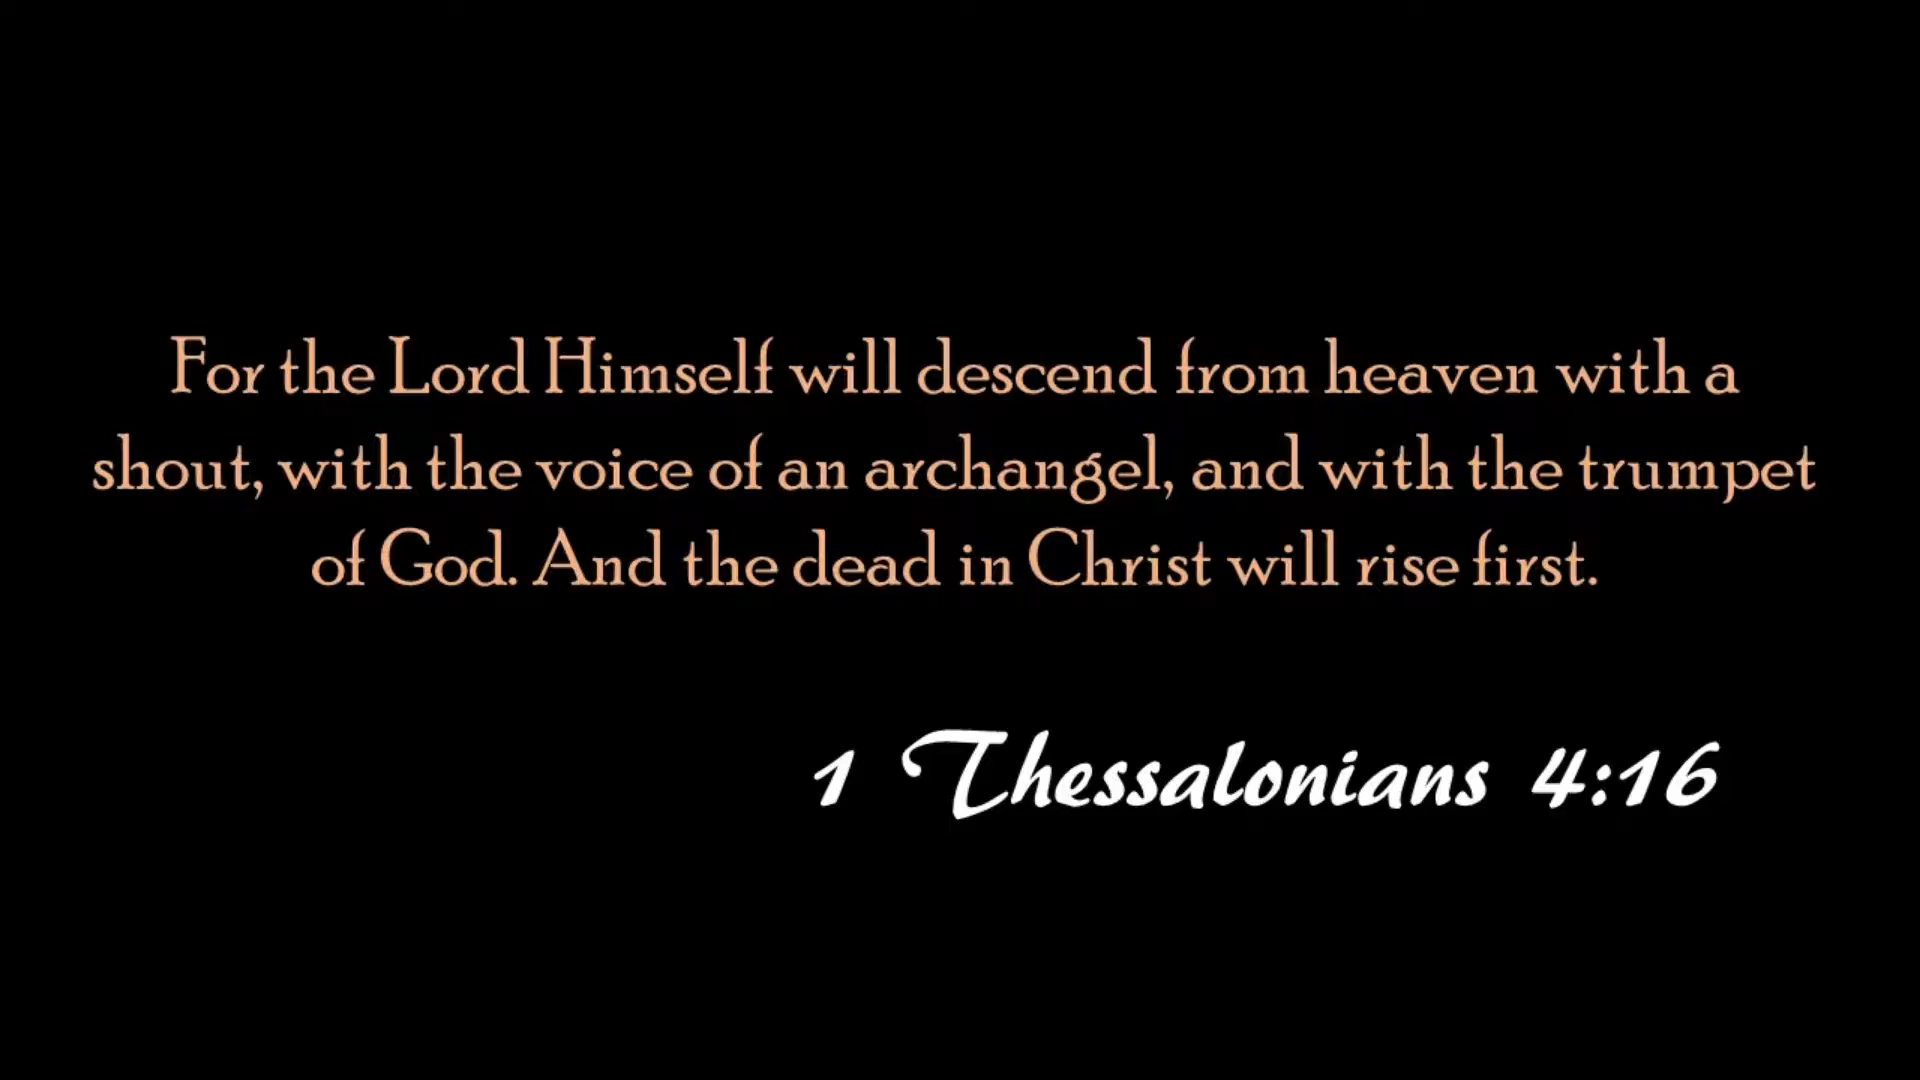 For the Lord Himself will descend from heaven with a
shout, with the voice of an archangel, and with the trumpet
of God. And the dead in Christ will rise first.
1 Thessalonians 4:16